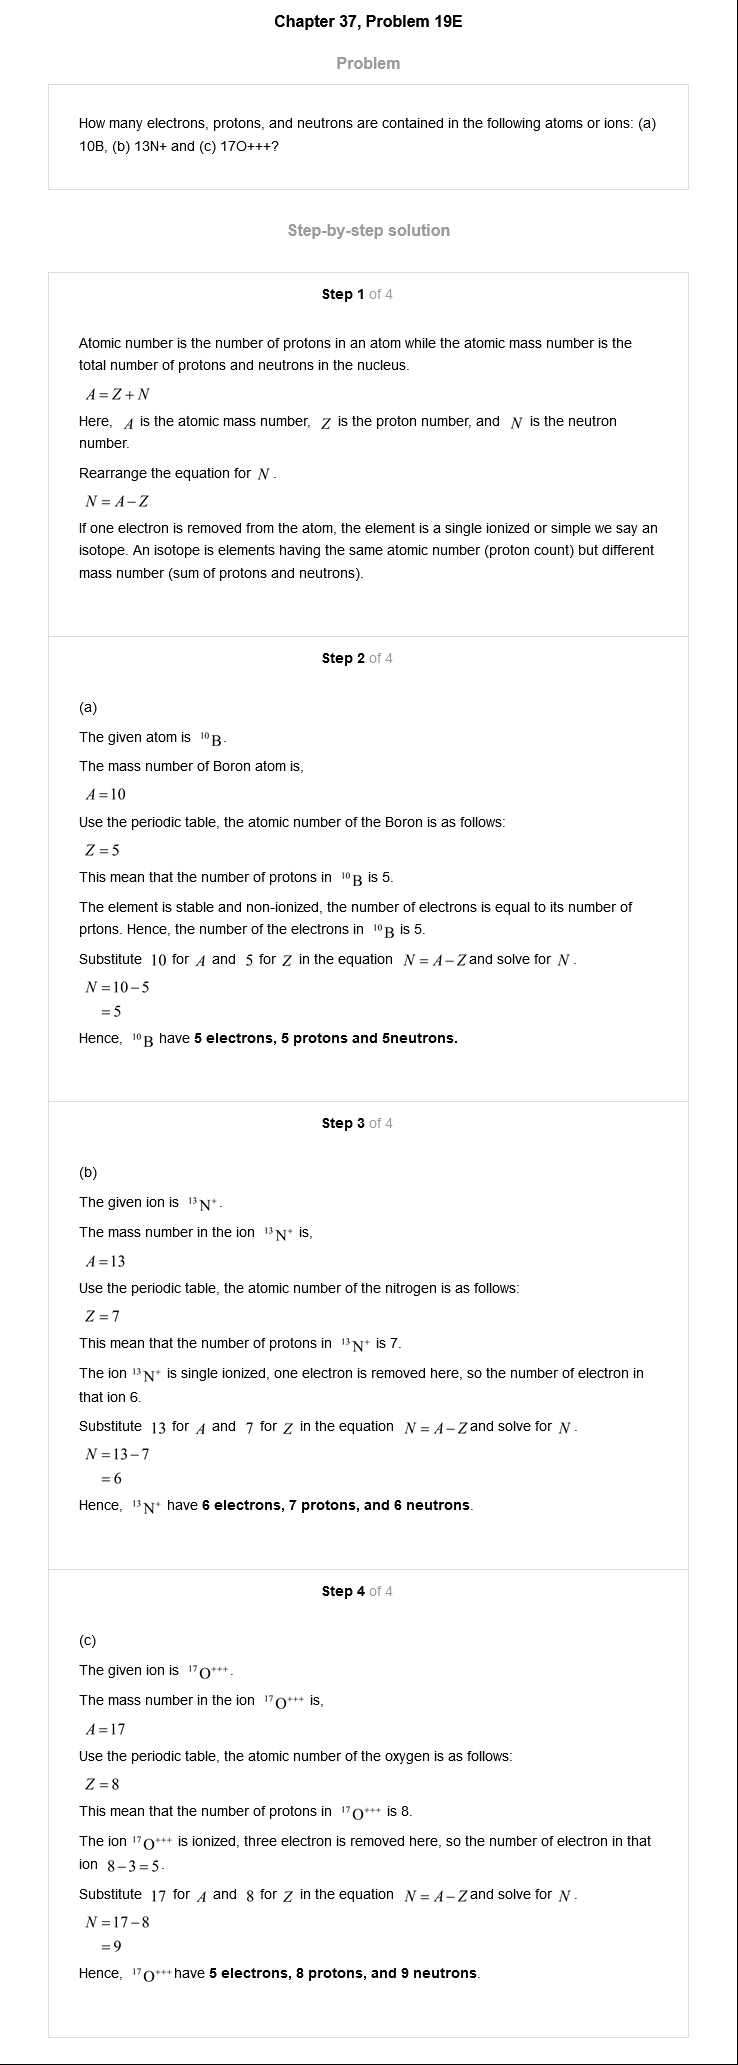 Chapter 37, Problem 19E
Problem
How many electrons, protons, and neutrons are contained in the following atoms or ions: (a)
10B, (b) 13N+ and (c) 17O+++?
Step-by-step solution
Step 1 of 4
Atomic number is the number of protons in an atom while the atomic mass number is the
total number of protons and neutrons in the nucleus.
A = Z + N
Here, A is the atomic mass number, Z is the proton number, and N is the neutron
number.
Rearrange the equation for N .
N = A − Z
If one electron is removed from the atom, the element is a single ionized or simple we say an
isotope. An isotope is elements having the same atomic number (proton count) but different
mass number (sum of protons and neutrons).
Step 2 of 4
(a)
The given atom is ¹⁰B.
The mass number of Boron atom is,
A = 10
Use the periodic table, the atomic number of the Boron is as follows:
Z = 5
This mean that the number of protons in ¹⁰B is 5.
The element is stable and non-ionized, the number of electrons is equal to its number of
prtons. Hence, the number of the electrons in ¹⁰B is 5.
Substitute 10 for A and 5 for Z in the equation N = A − Z and solve for N .
N = 10 − 5
= 5
Hence, ¹⁰B have 5 electrons, 5 protons and 5neutrons.
Step 3 of 4
(b)
The given ion is ¹³N⁺.
The mass number in the ion ¹³N⁺ is,
A = 13
Use the periodic table, the atomic number of the nitrogen is as follows:
Z = 7
This mean that the number of protons in ¹³N⁺ is 7.
The ion ¹³N⁺ is single ionized, one electron is removed here, so the number of electron in
that ion 6.
Substitute 13 for A and 7 for Z in the equation N = A − Z and solve for N .
N = 13 − 7
= 6
Hence, ¹³N⁺ have 6 electrons, 7 protons, and 6 neutrons.
Step 4 of 4
(c)
The given ion is ¹⁷O⁺⁺⁺.
The mass number in the ion ¹⁷O⁺⁺⁺ is,
A = 17
Use the periodic table, the atomic number of the oxygen is as follows:
Z = 8
This mean that the number of protons in ¹⁷O⁺⁺⁺ is 8.
The ion ¹⁷O⁺⁺⁺ is ionized, three electron is removed here, so the number of electron in that
ion 8 − 3 = 5.
Substitute 17 for A and 8 for Z in the equation N = A − Z and solve for N .
N = 17 − 8
= 9
Hence, ¹⁷O⁺⁺⁺ have 5 electrons, 8 protons, and 9 neutrons.